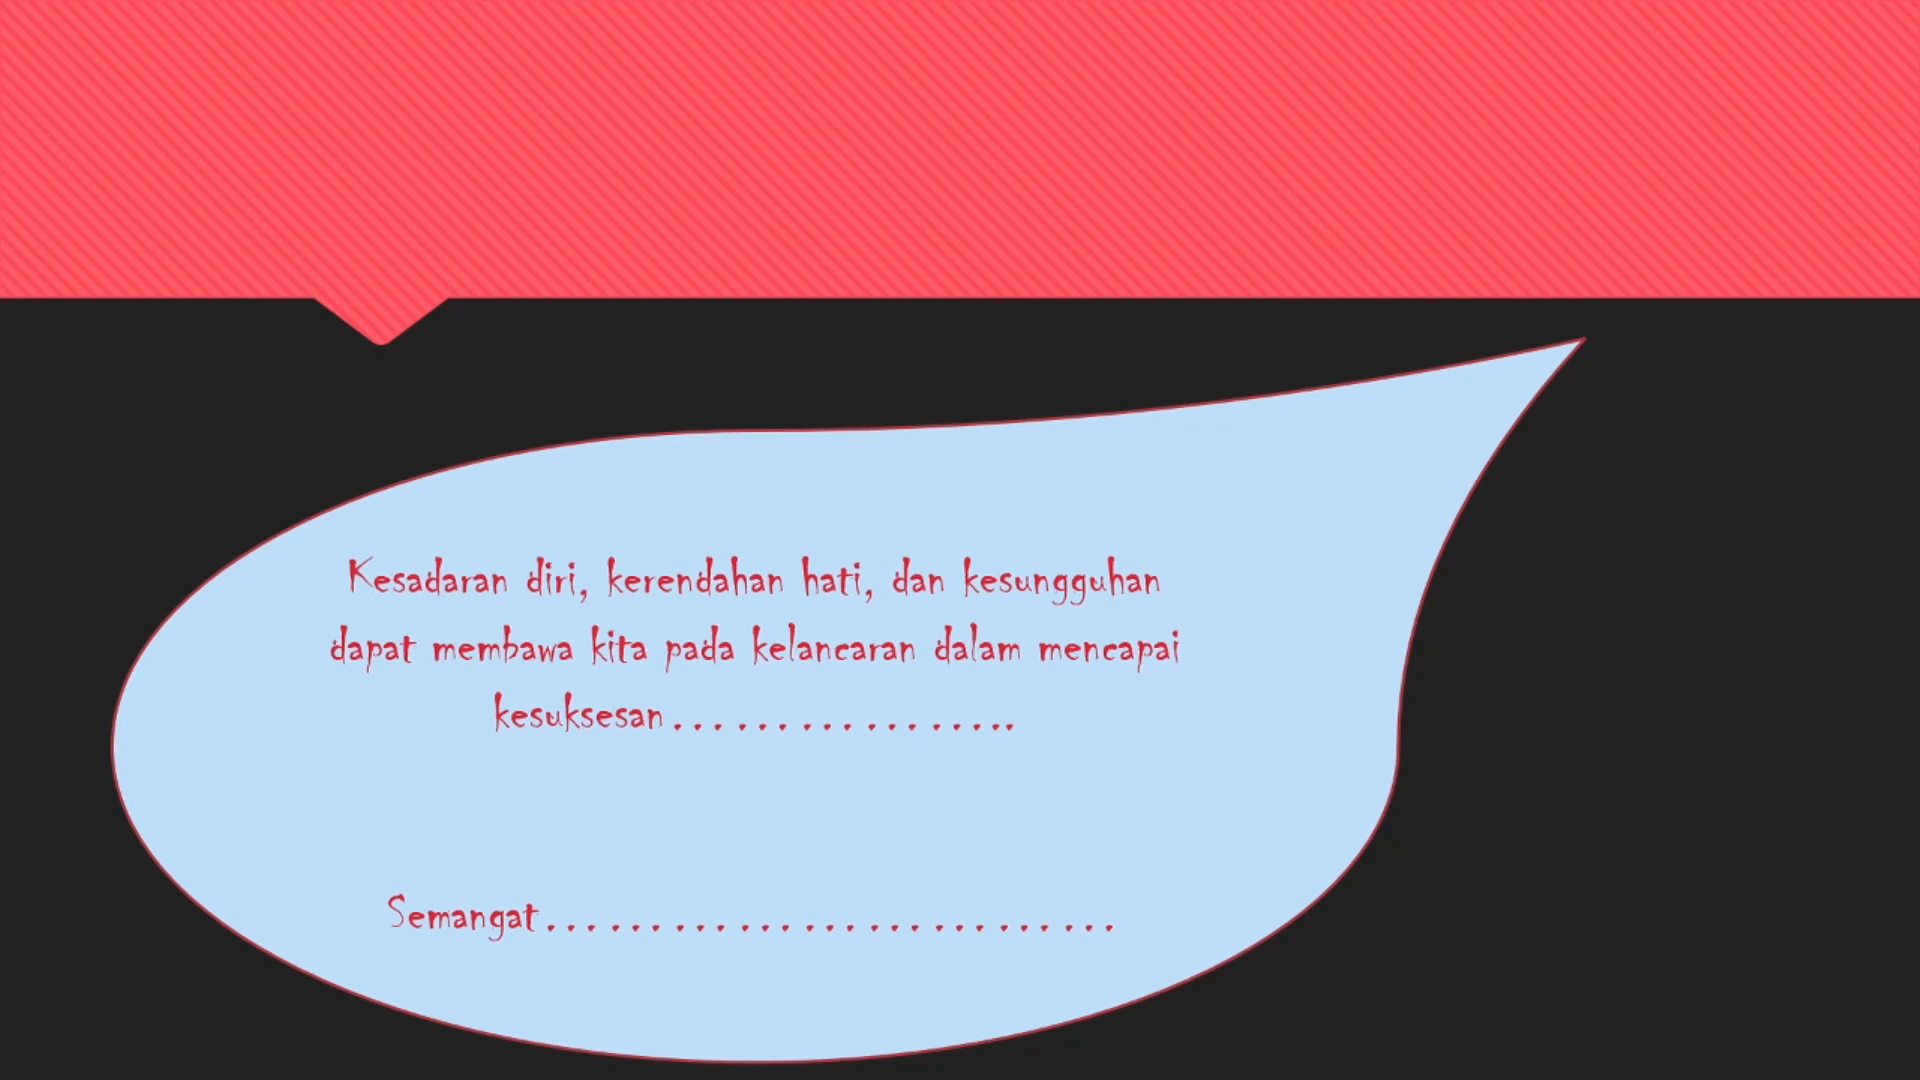 Kesadaran diri, kerendahan hati, dan kesungguhan
dapat membawa kita pada kelancaran dalam mencapai
kesuksesan.................
Semangat...........................